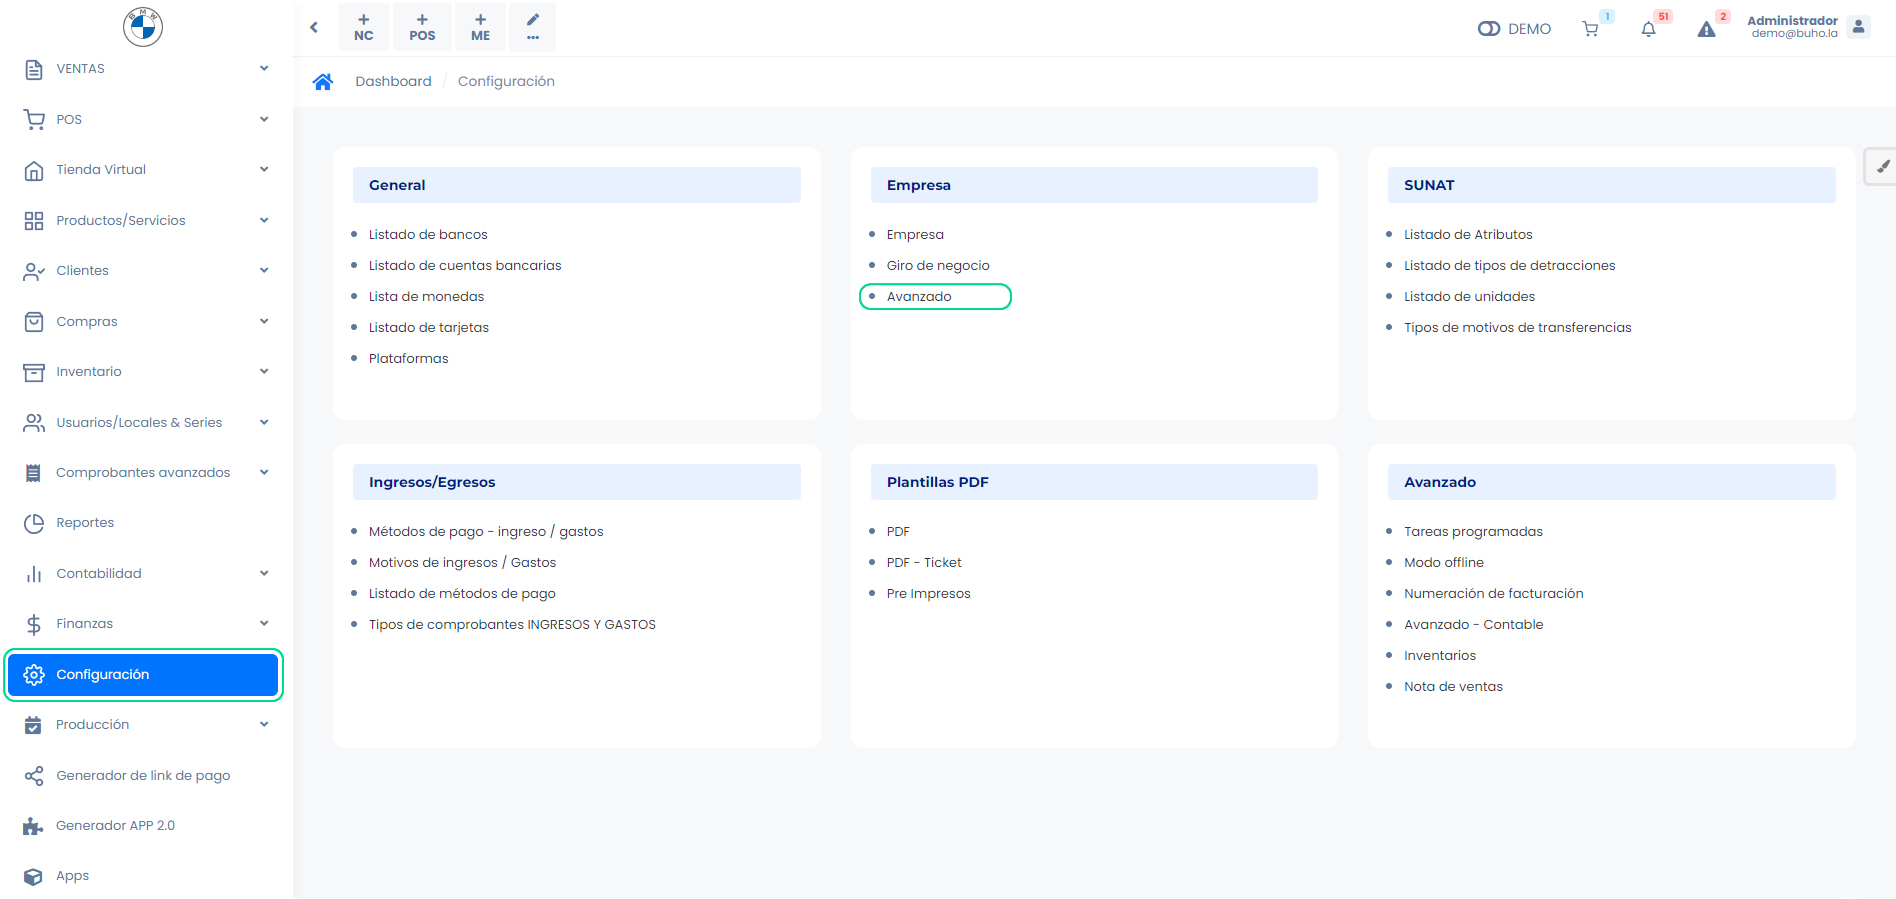 BMW
VENTAS
POS
Tienda Virtual
Productos/Servicios
Clientes
Compras
Inventario
Usuarios/Locales & Series
Comprobantes avanzados
Reportes
Contabilidad
Finanzas
Configuración
Producción
Generador de link de pago
Generador APP 2.0
Apps
+ NC
+ POS
+ ME
...
DEMO
1
51
2
Administrador
demo@buho.la
Dashboard / Configuración
General
Listado de bancos
Listado de cuentas bancarias
Lista de monedas
Listado de tarjetas
Plataformas
Empresa
Empresa
Giro de negocio
Avanzado
SUNAT
Listado de Atributos
Listado de tipos de detracciones
Listado de unidades
Tipos de motivos de transferencias
Ingresos/Egresos
Métodos de pago - ingreso / gastos
Motivos de ingresos / Gastos
Listado de métodos de pago
Tipos de comprobantes INGRESOS Y GASTOS
Plantillas PDF
PDF
PDF - Ticket
Pre Impresos
Avanzado
Tareas programadas
Modo offline
Numeración de facturación
Avanzado - Contable
Inventarios
Nota de ventas